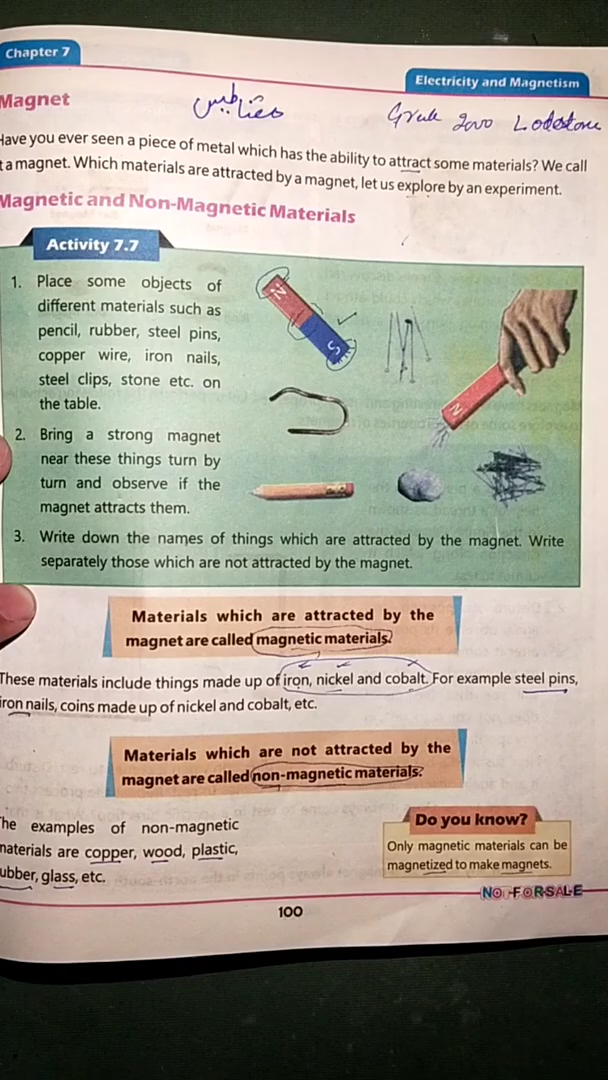 Chapter 7
Electricity and Magnetism
Magnet
مقناطیس
Greek 2000 Lodestone
Have you ever seen a piece of metal which has the ability to attract some materials? We call
it a magnet. Which materials are attracted by a magnet, let us explore by an experiment.
Magnetic and Non-Magnetic Materials
Activity 7.7
1. Place some objects of
different materials such as
pencil, rubber, steel pins,
copper wire, iron nails,
steel clips, stone etc. on
the table.
2. Bring a strong magnet
near these things turn by
turn and observe if the
magnet attracts them.
N
S
N
3. Write down the names of things which are attracted by the magnet. Write
separately those which are not attracted by the magnet.
Materials which are attracted by the
magnet are called magnetic materials.
These materials include things made up of iron, nickel and cobalt. For example steel pins,
iron nails, coins made up of nickel and cobalt, etc.
Materials which are not attracted by the
magnet are called non-magnetic materials.
The examples of non-magnetic
materials are copper, wood, plastic,
rubber, glass, etc.
Do you know?
Only magnetic materials can be
magnetized to make magnets.
NOT FOR SALE
100